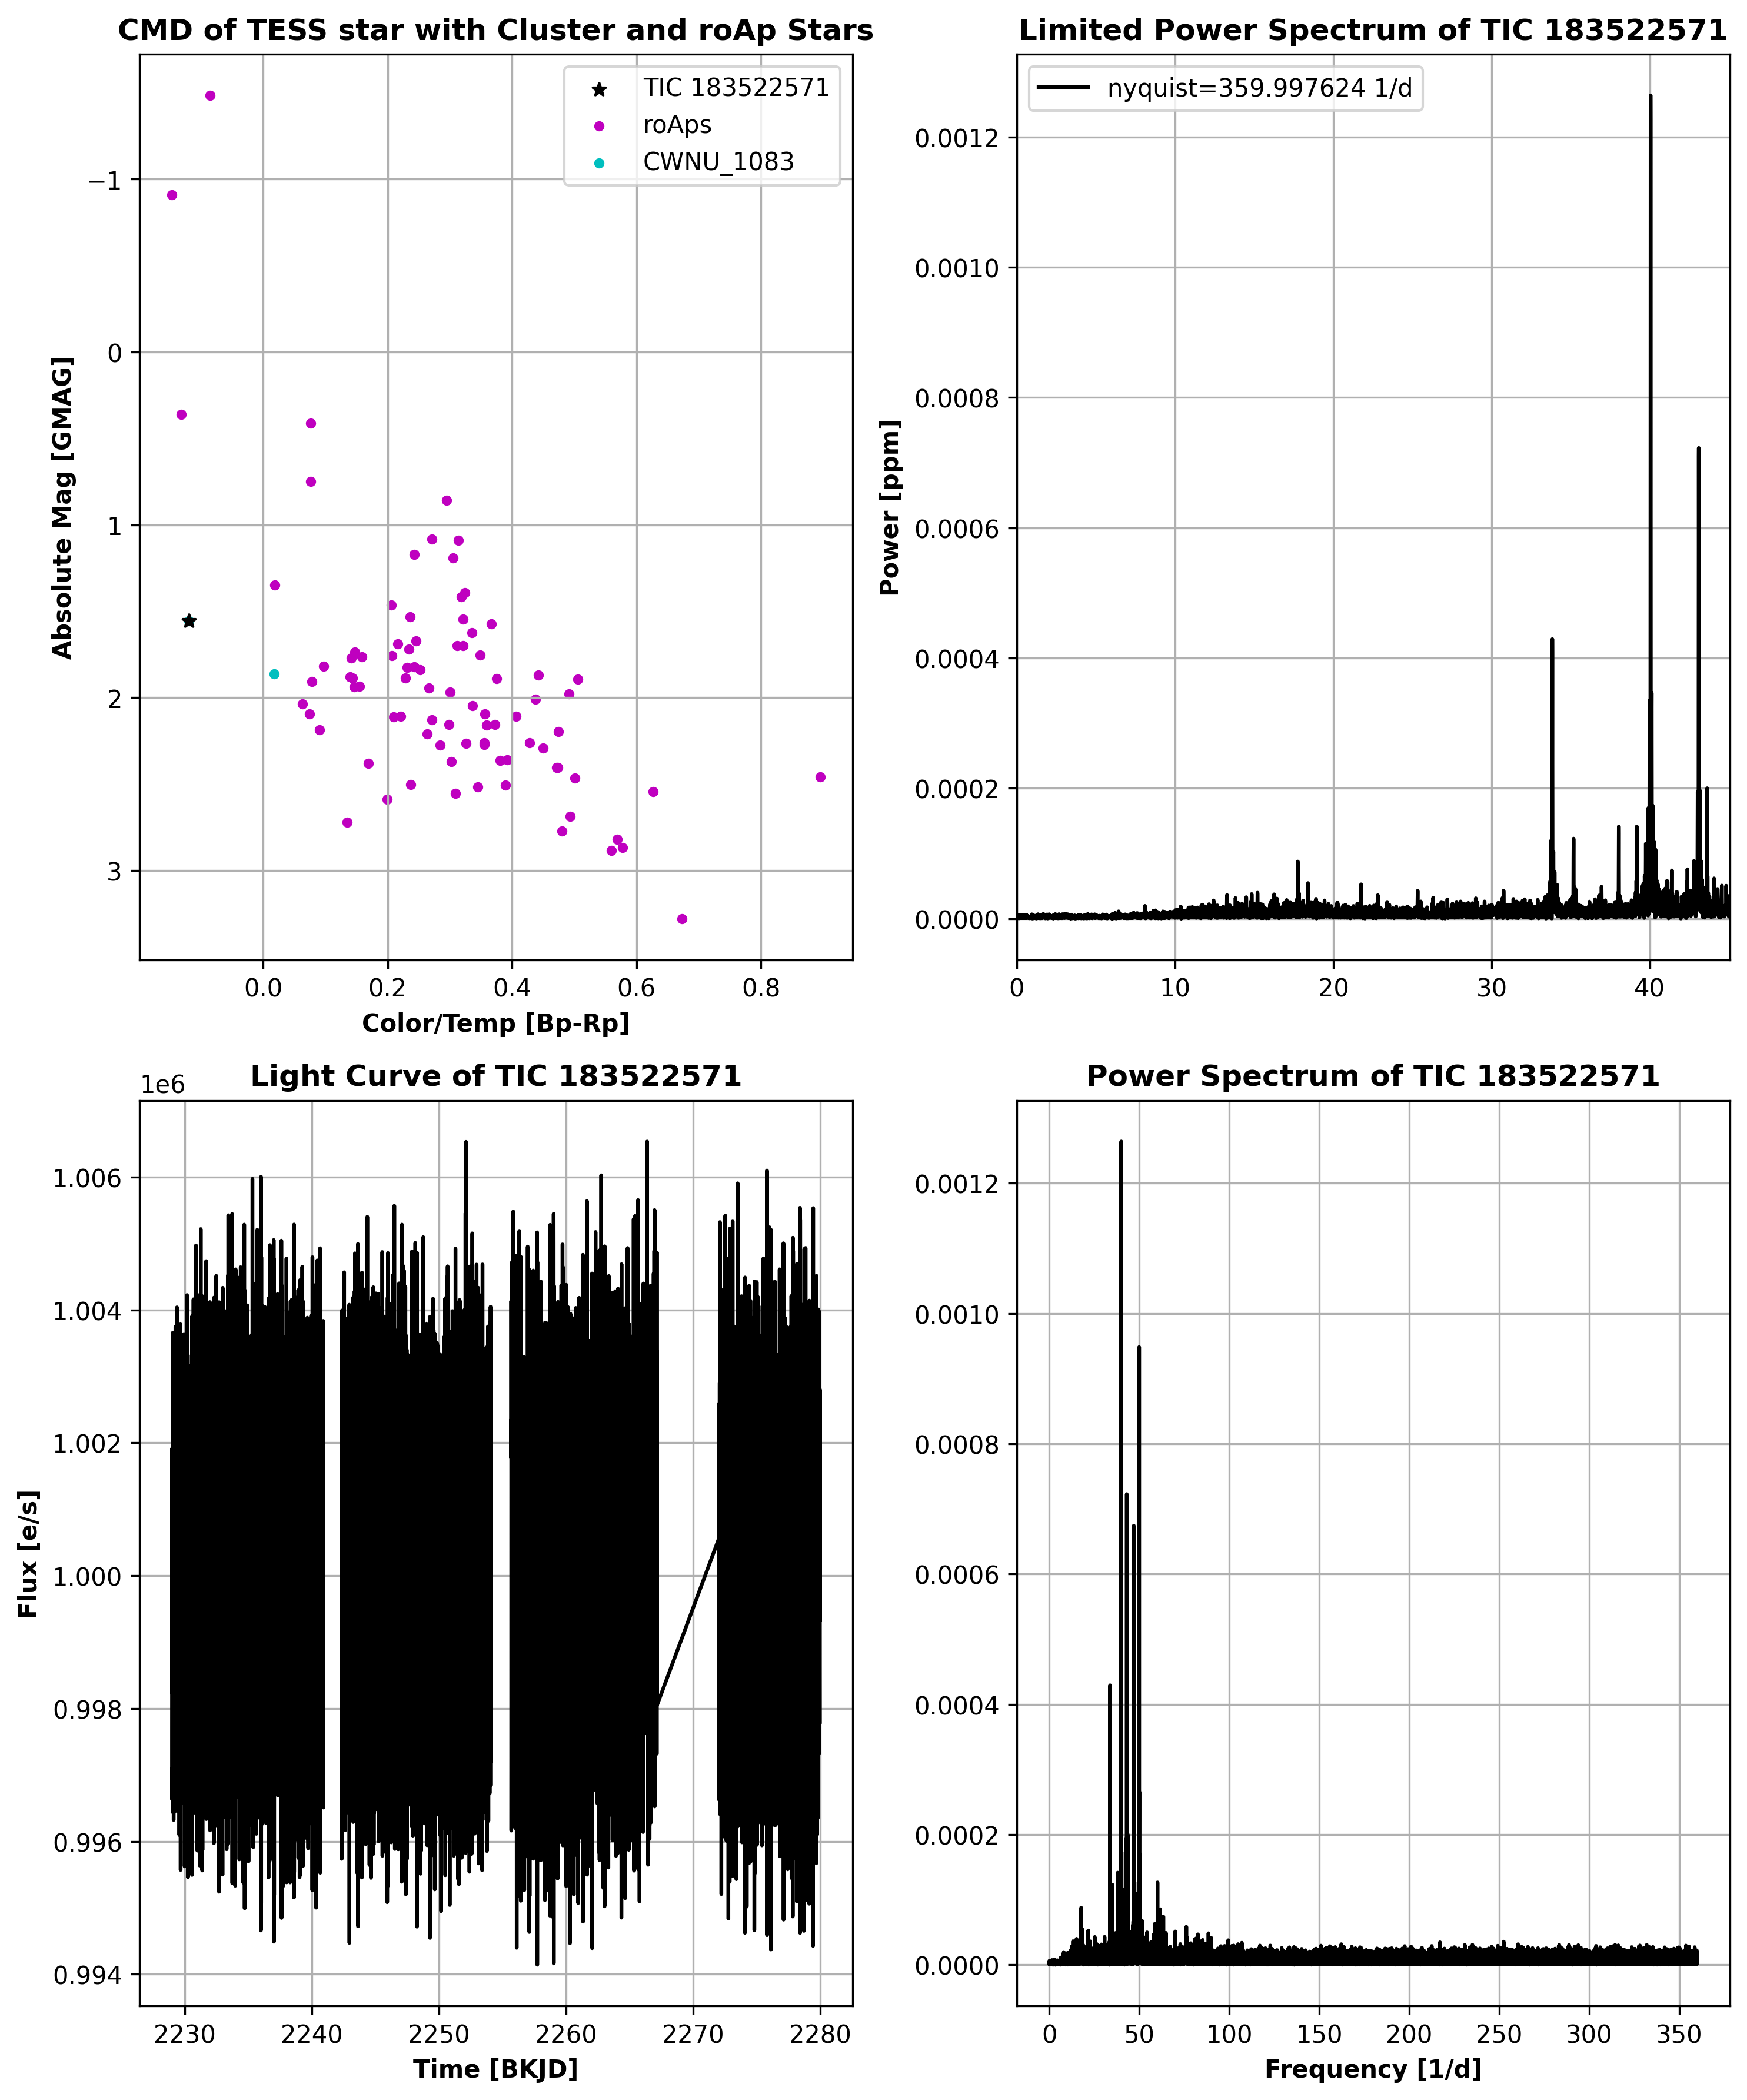 CMD of TESS star with Cluster and roAp Stars
TIC 183522571
roAps
CWNU_1083
−1
0
1
2
3
Absolute Mag [GMAG]
0.0 0.2 0.4 0.6 0.8
Color/Temp [Bp-Rp]
Limited Power Spectrum of TIC 183522571
nyquist=359.997624 1/d
0.0012
0.0010
0.0008
0.0006
0.0004
0.0002
0.0000
Power [ppm]
0 10 20 30 40
Light Curve of TIC 183522571
1e6
1.006
1.004
1.002
1.000
0.998
0.996
0.994
Flux [e/s]
2230 2240 2250 2260 2270 2280
Time [BKJD]
Power Spectrum of TIC 183522571
0.0012
0.0010
0.0008
0.0006
0.0004
0.0002
0.0000
0 50 100 150 200 250 300 350
Frequency [1/d]